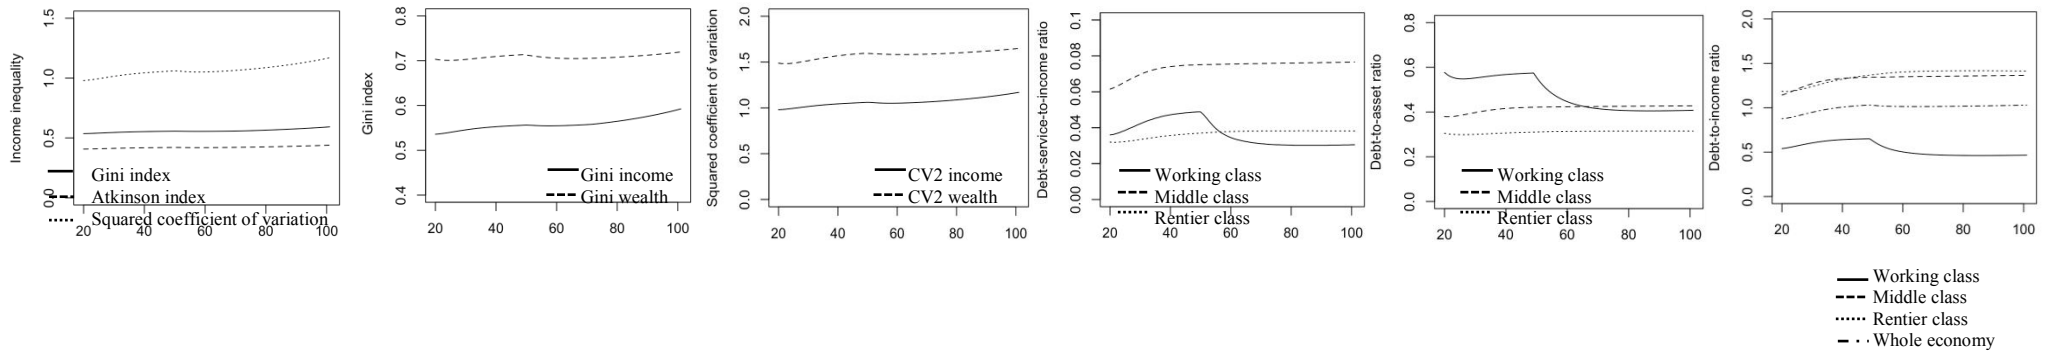 Income inequality
1.5
1.0
0.5
0.0
Gini index
Atkinson index
Squared coefficient of variation
20 40 60 80 100
Gini index
0.8
0.7
0.6
0.5
0.4
Gini income
Gini wealth
20 40 60 80 100
Squared coefficient of variation
2.0
1.5
1.0
0.5
0.0
CV2 income
CV2 wealth
20 40 60 80 100
Debt-service-to-income ratio
0.1
0.08
0.06
0.04
0.02
0.00
Working class
Middle class
Rentier class
20 40 60 80 100
Debt-to-asset ratio
0.8
0.6
0.4
0.2
0.0
Working class
Middle class
Rentier class
20 40 60 80 100
Debt-to-income ratio
2.0
1.5
1.0
0.5
0.0
20 40 60 80 100
Working class
Middle class
Rentier class
Whole economy